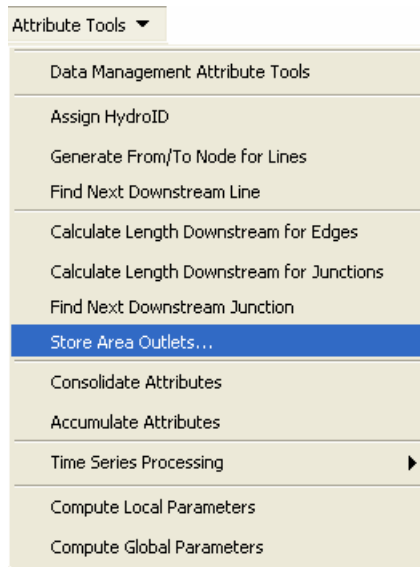 Attribute Tools
Data Management Attribute Tools
Assign HydroID
Generate From/To Node for Lines
Find Next Downstream Line
Calculate Length Downstream for Edges
Calculate Length Downstream for Junctions
Find Next Downstream Junction
Store Area Outlets...
Consolidate Attributes
Accumulate Attributes
Time Series Processing
Compute Local Parameters
Compute Global Parameters